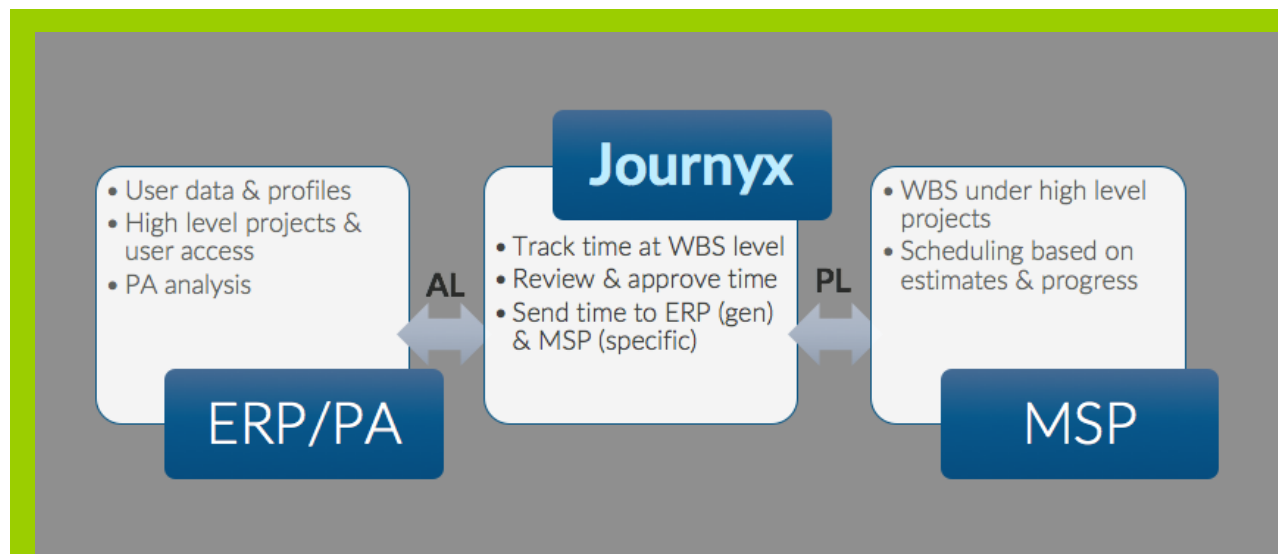 • User data & profiles
• High level projects &
user access
• PA analysis
ERP/PA
AL
Journyx
• Track time at WBS level
• Review & approve time
• Send time to ERP (gen)
& MSP (specific)
PL
• WBS under high level
projects
• Scheduling based on
estimates & progress
MSP